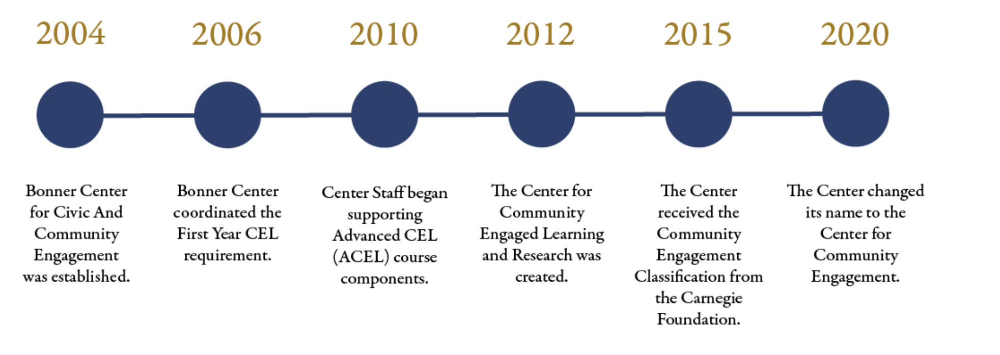 2004
Bonner Center
for Civic And
Community
Engagement
was established.
2006
Bonner Center
coordinated the
First Year CEL
requirement.
2010
Center Staff began
supporting
Advanced CEL
(ACEL) course
components.
2012
The Center for
Community
Engaged Learning
and Research was
created.
2015
The Center
received the
Community
Engagement
Classification from
the Carnegie
Foundation.
2020
The Center changed
its name to the
Center for
Community
Engagement.